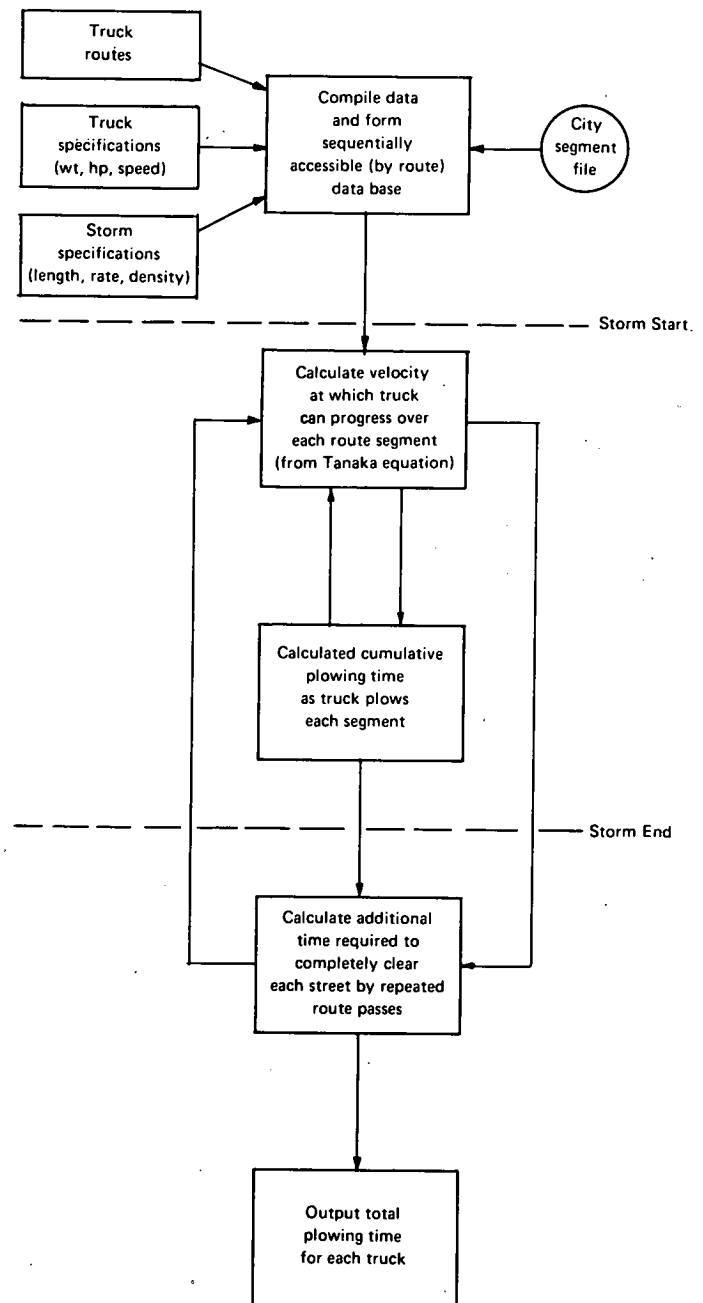 Truck
routes
Truck
specifications
(wt, hp, speed)
Storm
specifications
(length, rate, density)
Compile data
and form
sequentially
accessible (by route)
data base
City
segment
file
Storm Start
Calculate velocity
at which truck
can progress over
each route segment
(from Tanaka equation)
Calculated cumulative
plowing time
as truck plows
each segment
Storm End
Calculate additional
time required to
completely clear
each street by repeated
route passes
Output total
plowing time
for each truck